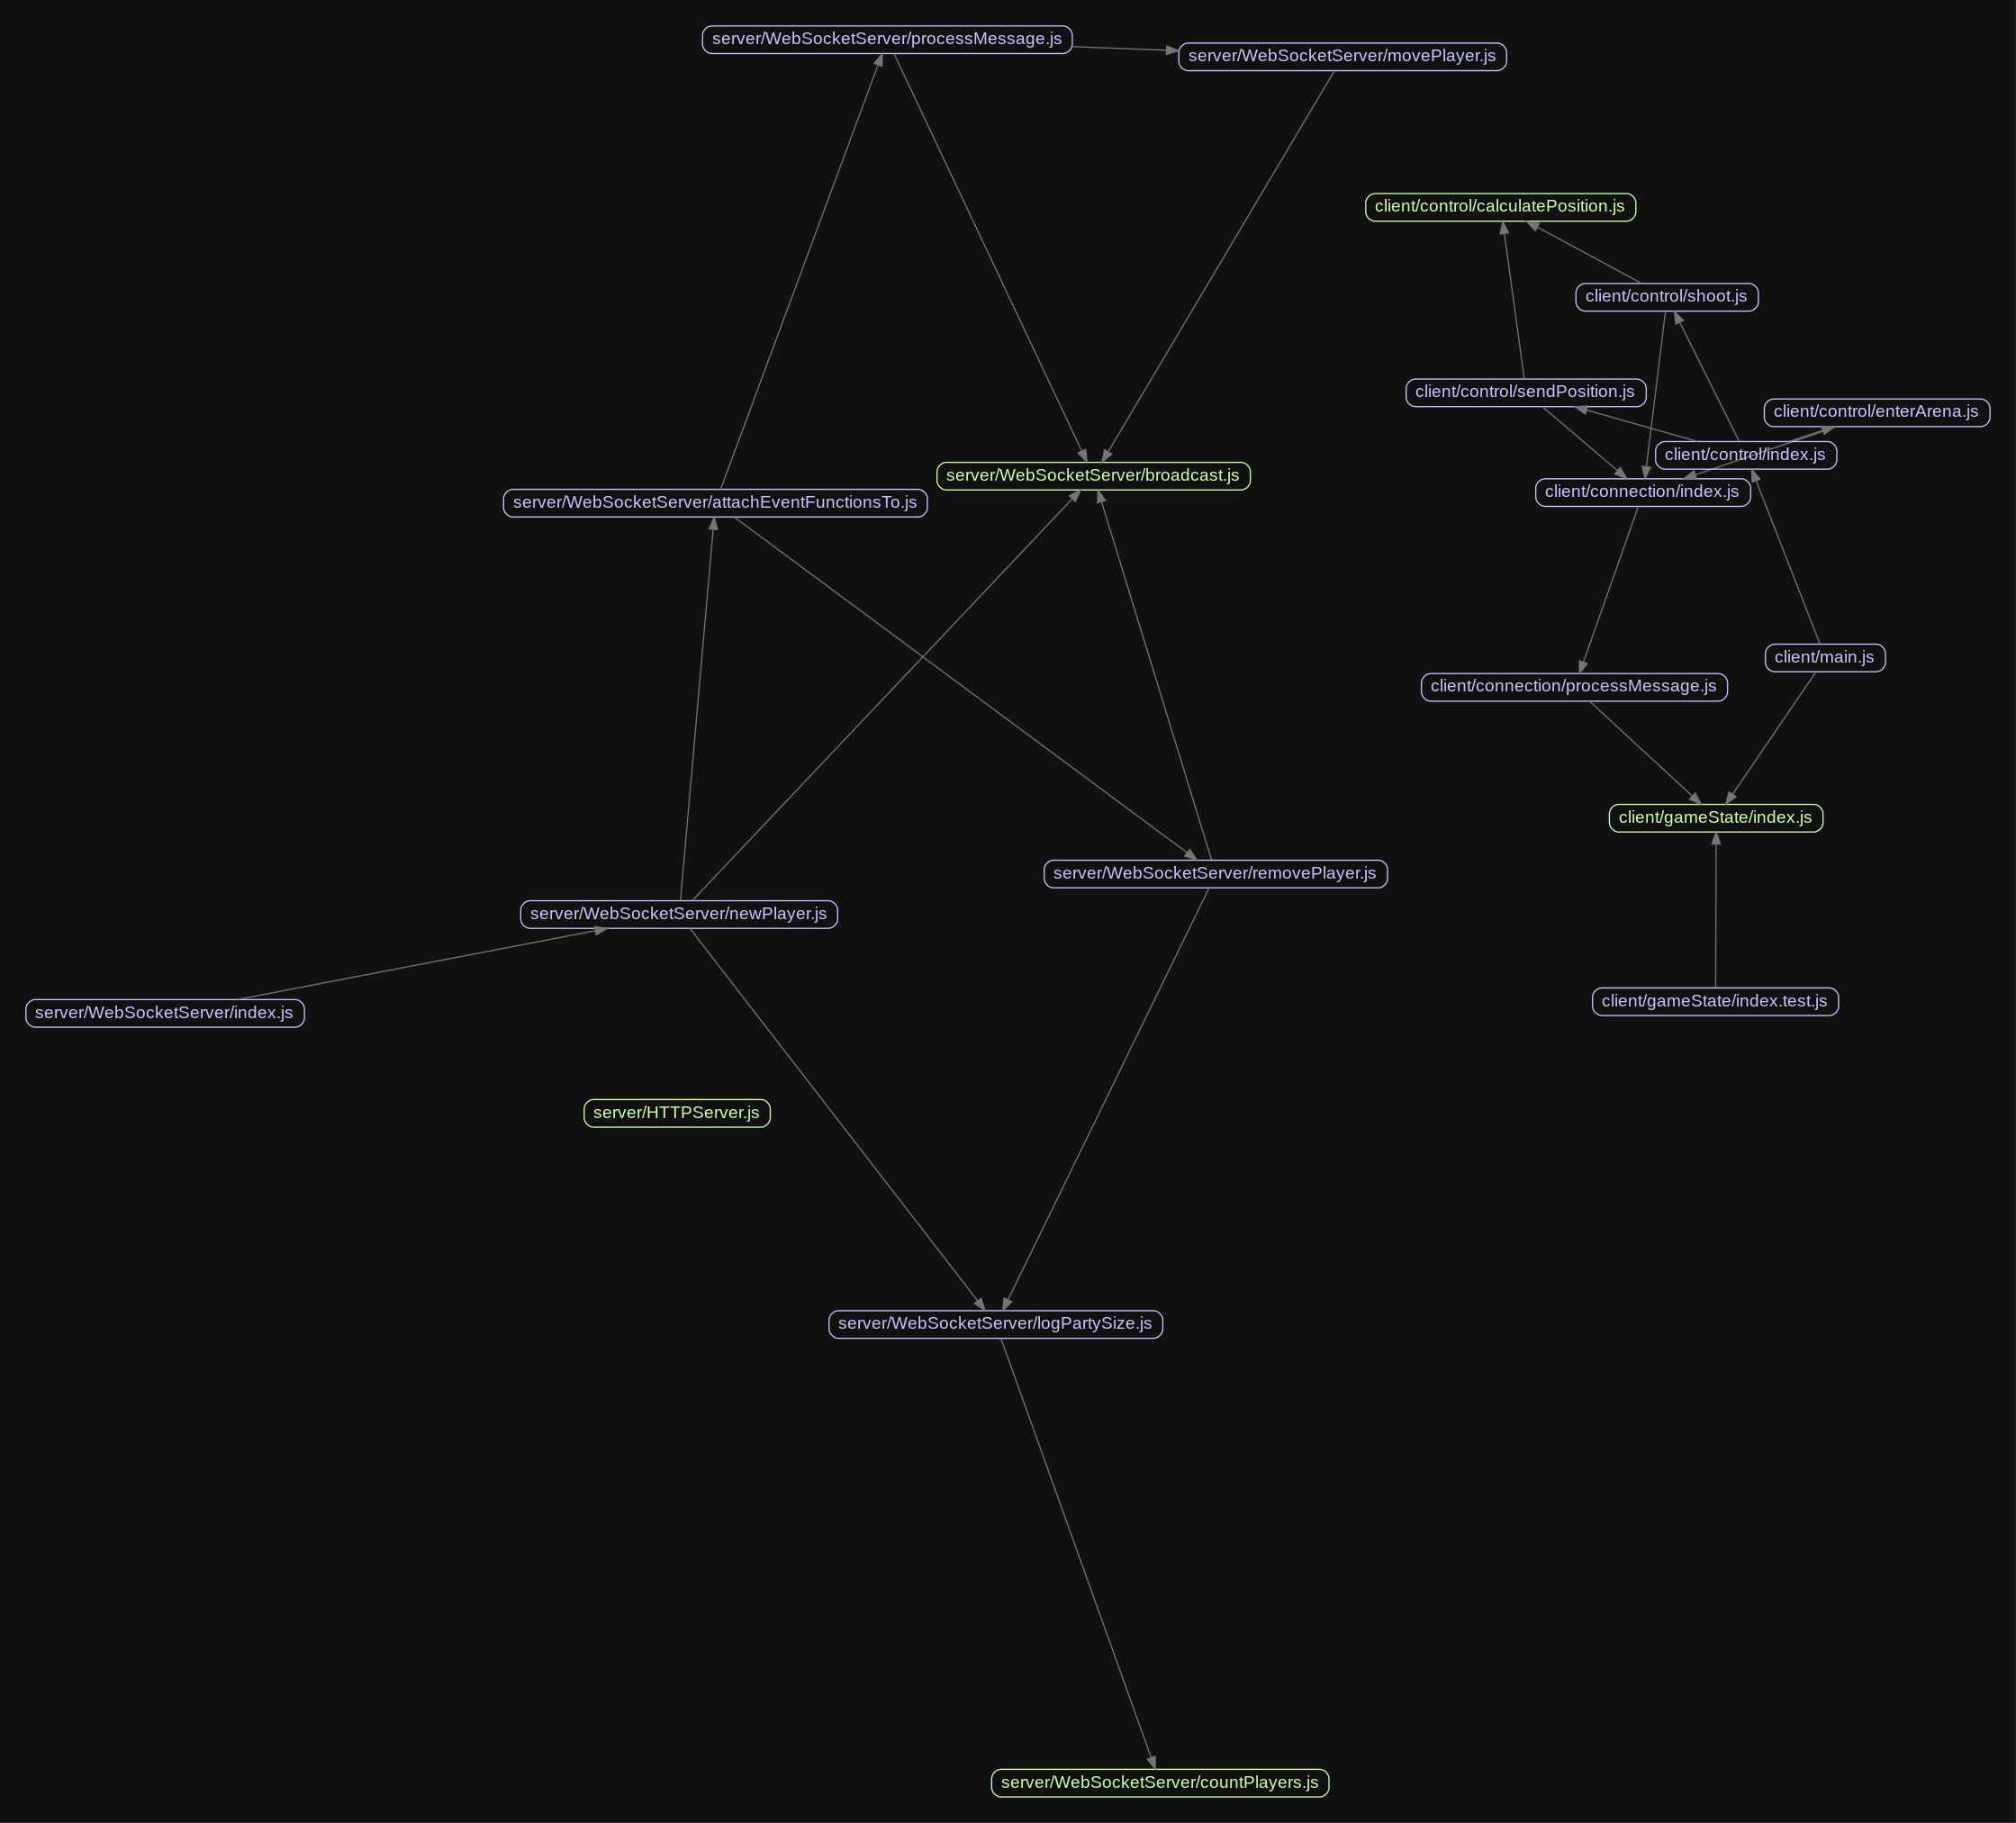 server/WebSocketServer/processMessage.js
server/WebSocketServer/movePlayer.js
client/control/calculatePosition.js
client/control/shoot.js
client/control/sendPosition.js
client/control/enterArena.js
client/control/index.js
server/WebSocketServer/broadcast.js
client/connection/index.js
server/WebSocketServer/attachEventFunctionsTo.js
client/main.js
client/connection/processMessage.js
client/gameState/index.js
server/WebSocketServer/removePlayer.js
server/WebSocketServer/newPlayer.js
client/gameState/index.test.js
server/WebSocketServer/index.js
server/HTTPServer.js
server/WebSocketServer/logPartySize.js
server/WebSocketServer/countPlayers.js